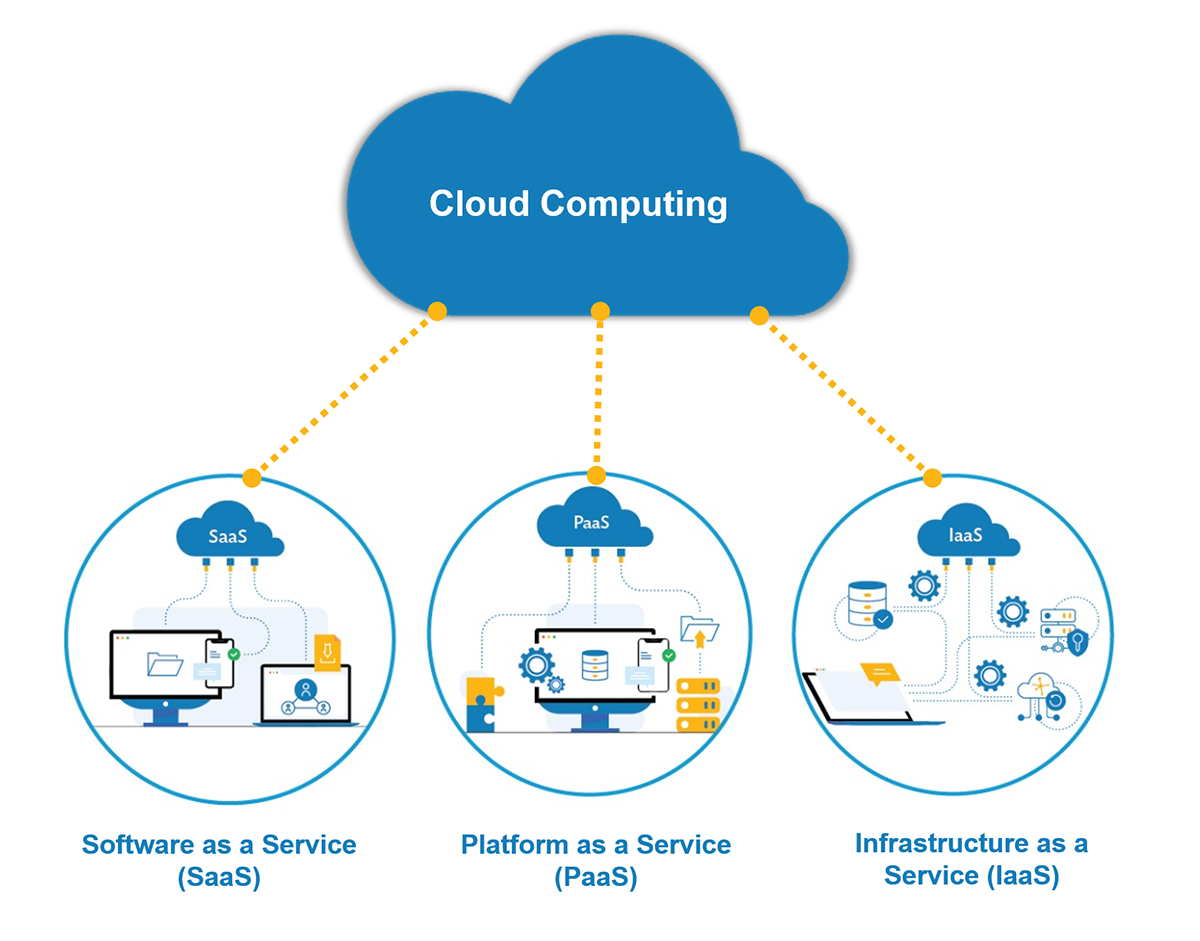 Cloud Computing
SaaS
PaaS
IaaS
Software as a Service
(SaaS)
Platform as a Service
(PaaS)
Infrastructure as a
Service (IaaS)